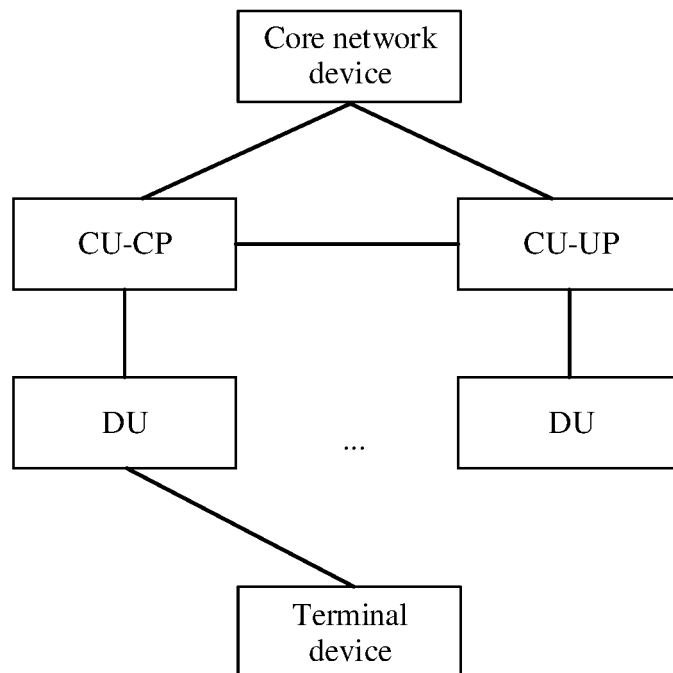 Core network
device
CU-CP
CU-UP
DU
...
DU
Terminal
device